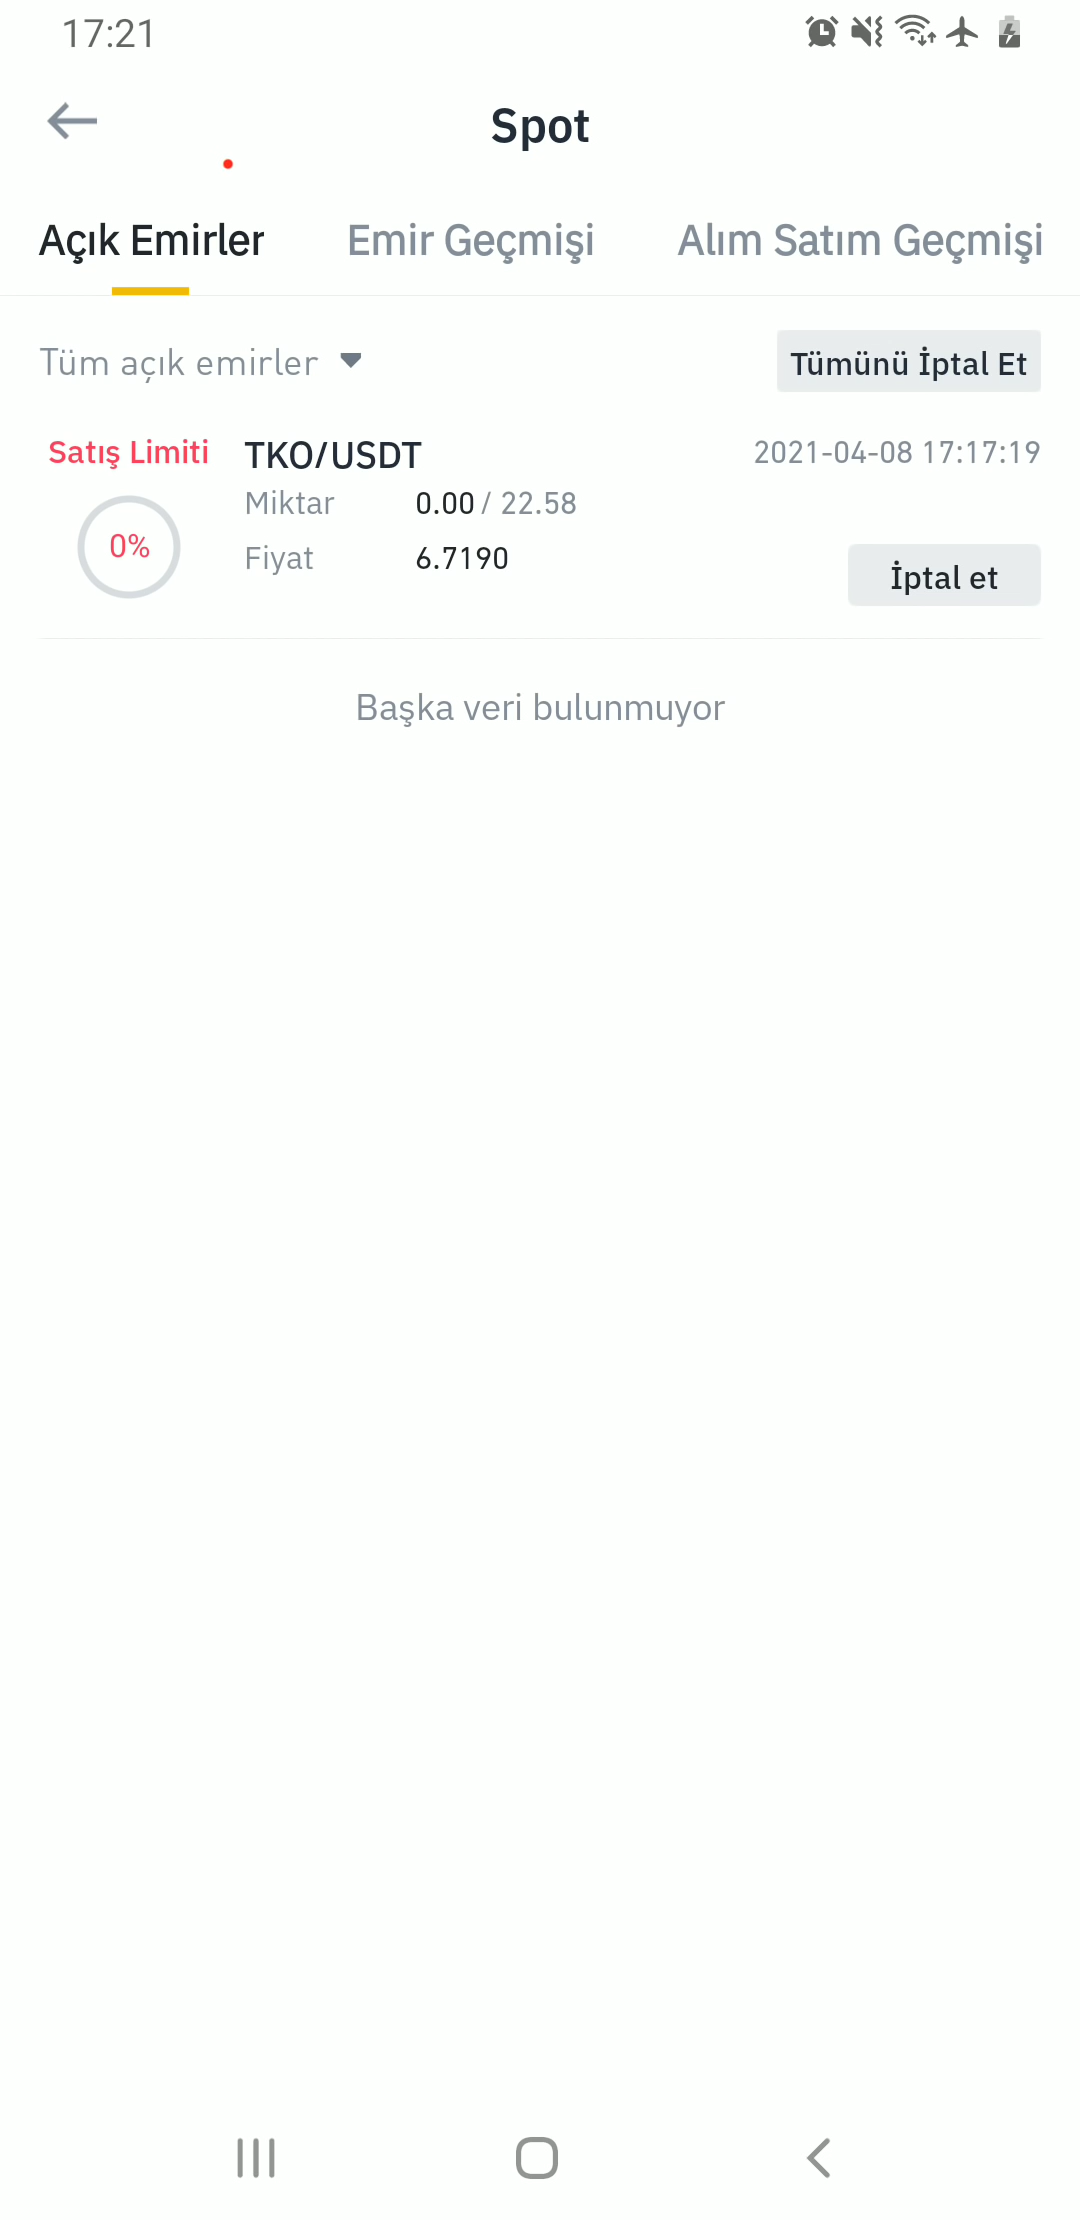 17:21
Spot
Açık Emirler Emir Geçmişi Alım Satım Geçmişi
Tüm açık emirler Tümünü İptal Et
Satış Limiti TKO/USDT 2021-04-08 17:17:19
Miktar 0.00 / 22.58
0%
Fiyat 6.7190
İptal et
Başka veri bulunmuyor